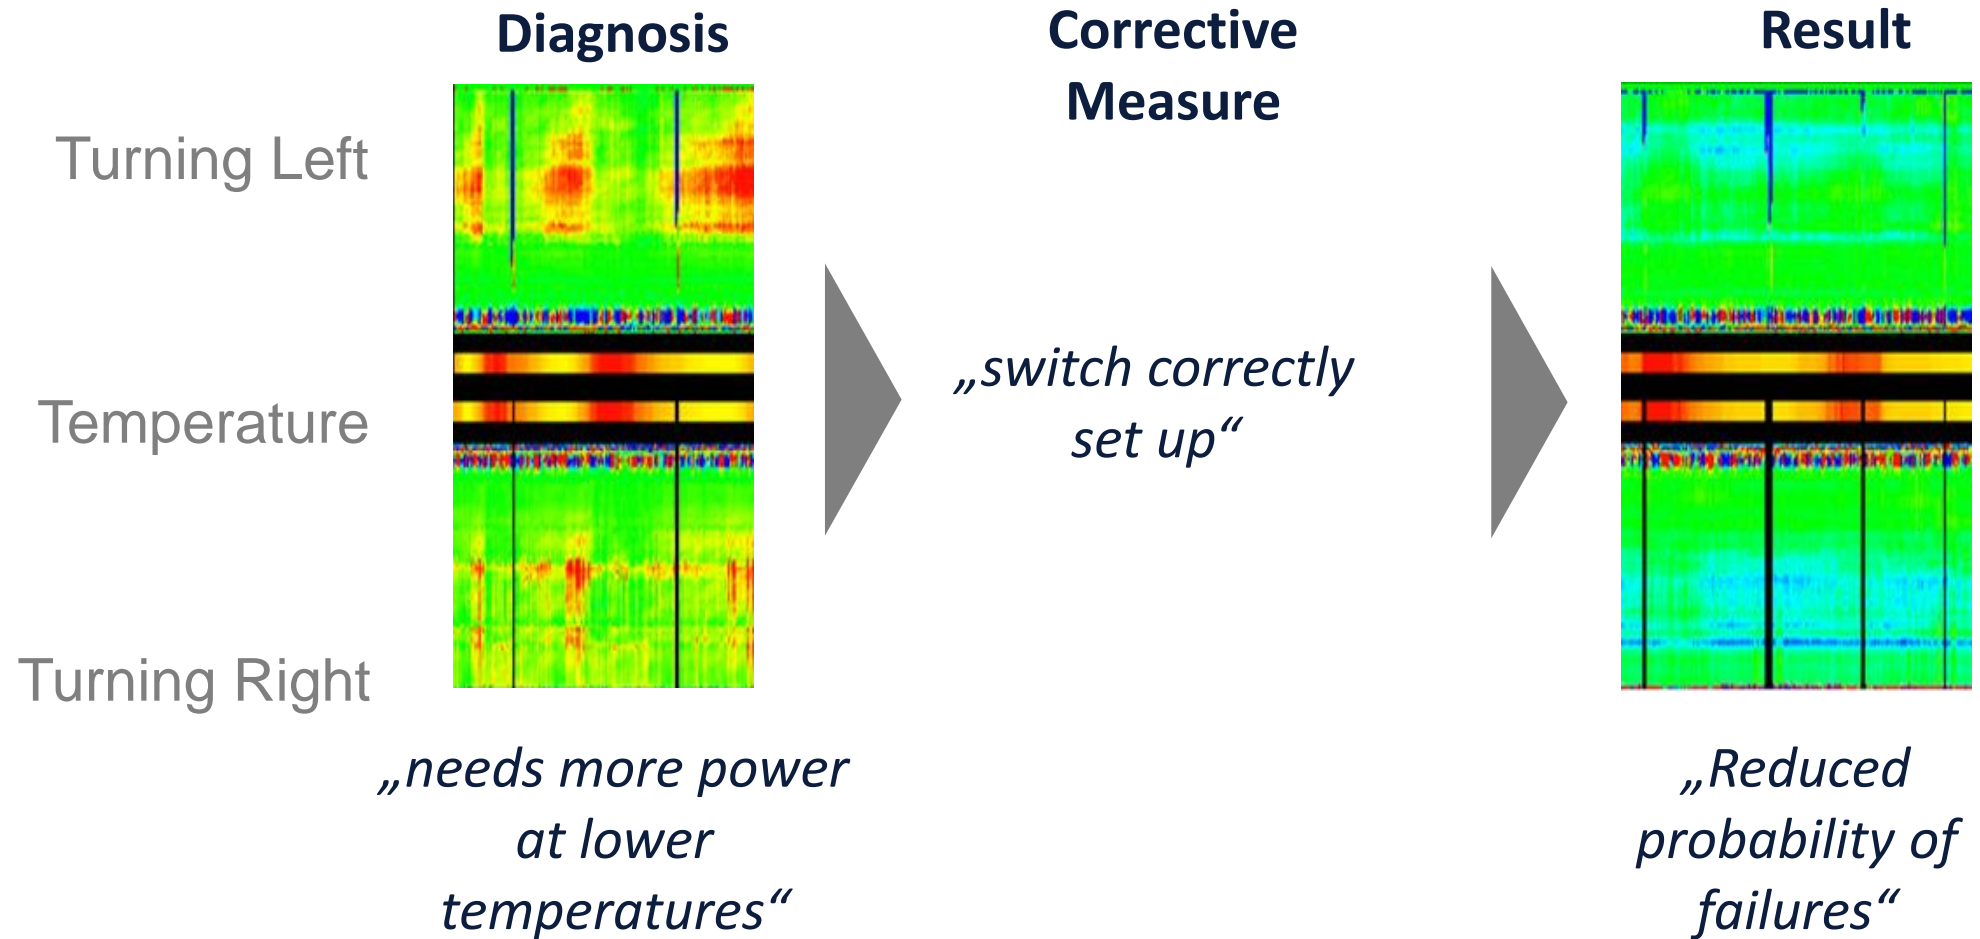 Diagnosis
Corrective
Measure
Result
Turning Left
Temperature
Turning Right
„switch correctly
set up“
„needs more power
at lower
temperatures“
„Reduced
probability of
failures“